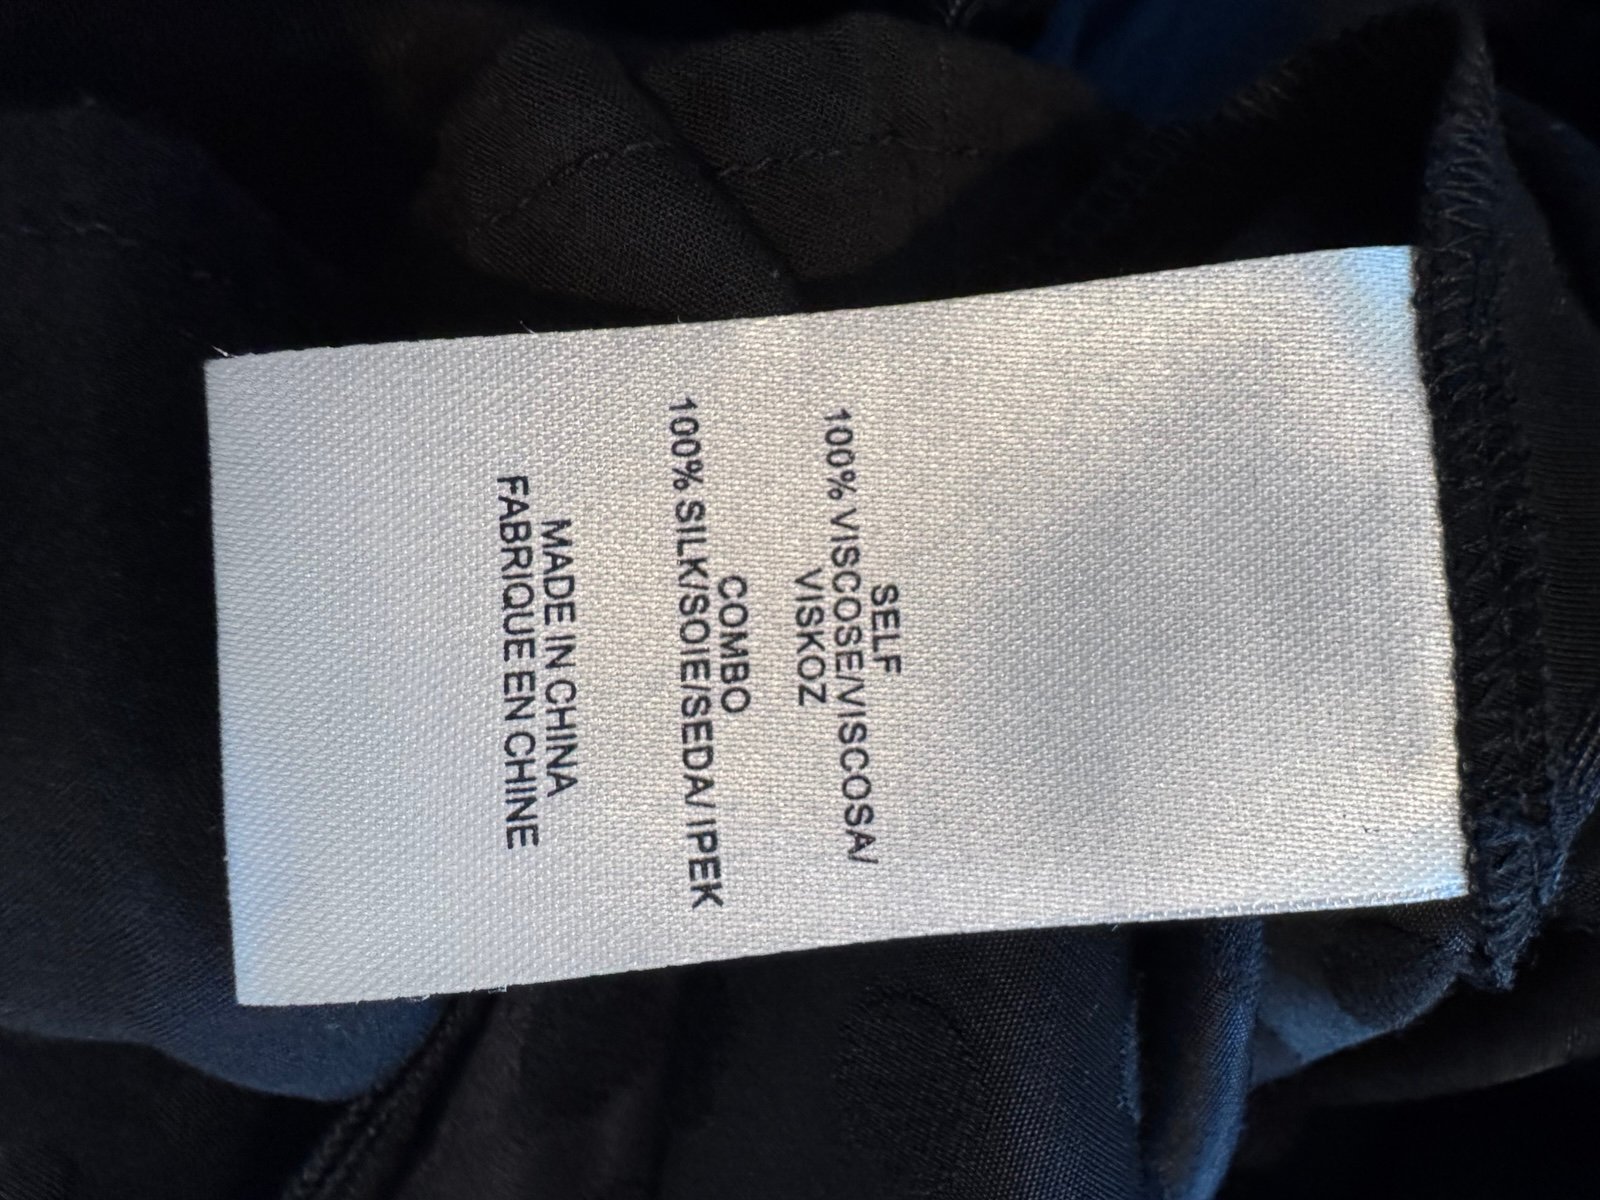 SELF
100% VISCOSE/VISCOSA/
VISKOZ
COMBO
100% SILK/SOIE/SEDA/ IPEK
MADE IN CHINA
FABRIQUE EN CHINE